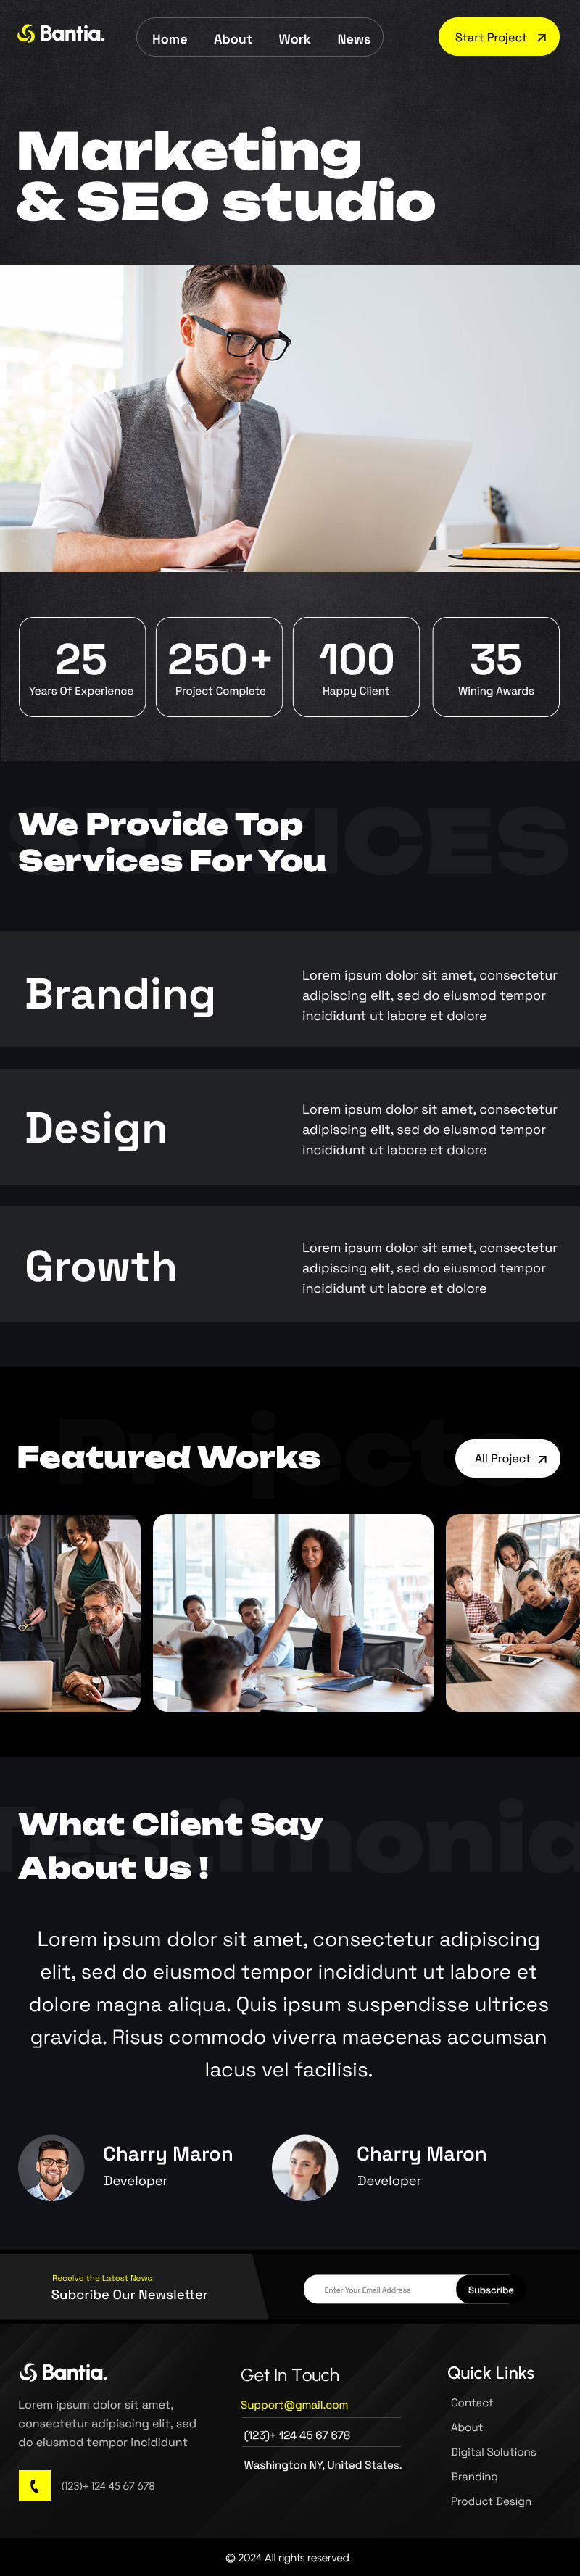 Bantia.
Home About Work News
Start Project
Marketing
& SEO studio
25
Years Of Experience
250+
Project Complete
100
Happy Client
35
Wining Awards
SERVICES
We Provide Top
Services For You
Branding
Lorem ipsum dolor sit amet, consectetur
adipiscing elit, sed do eiusmod tempor
incididunt ut labore et dolore
Design
Lorem ipsum dolor sit amet, consectetur
adipiscing elit, sed do eiusmod tempor
incididunt ut labore et dolore
Growth
Lorem ipsum dolor sit amet, consectetur
adipiscing elit, sed do eiusmod tempor
incididunt ut labore et dolore
Projects
Featured Works
All Project
Testimonia
What Client Say
About Us !
Lorem ipsum dolor sit amet, consectetur adipiscing
elit, sed do eiusmod tempor incididunt ut labore et
dolore magna aliqua. Quis ipsum suspendisse ultrices
gravida. Risus commodo viverra maecenas accumsan
lacus vel facilisis.
Charry Maron
Developer
Charry Maron
Developer
Receive the Latest News
Subcribe Our Newsletter
Enter Your Email Address
Subscribe
Bantia.
Lorem ipsum dolor sit amet,
consectetur adipiscing elit, sed
do eiusmod tempor incididunt
(123)+ 124 45 67 678
Get In Touch
Support@gmail.com
(123)+ 124 45 67 678
Washington NY, United States.
Quick Links
Contact
About
Digital Solutions
Branding
Product Design
© 2024 All rights reserved.